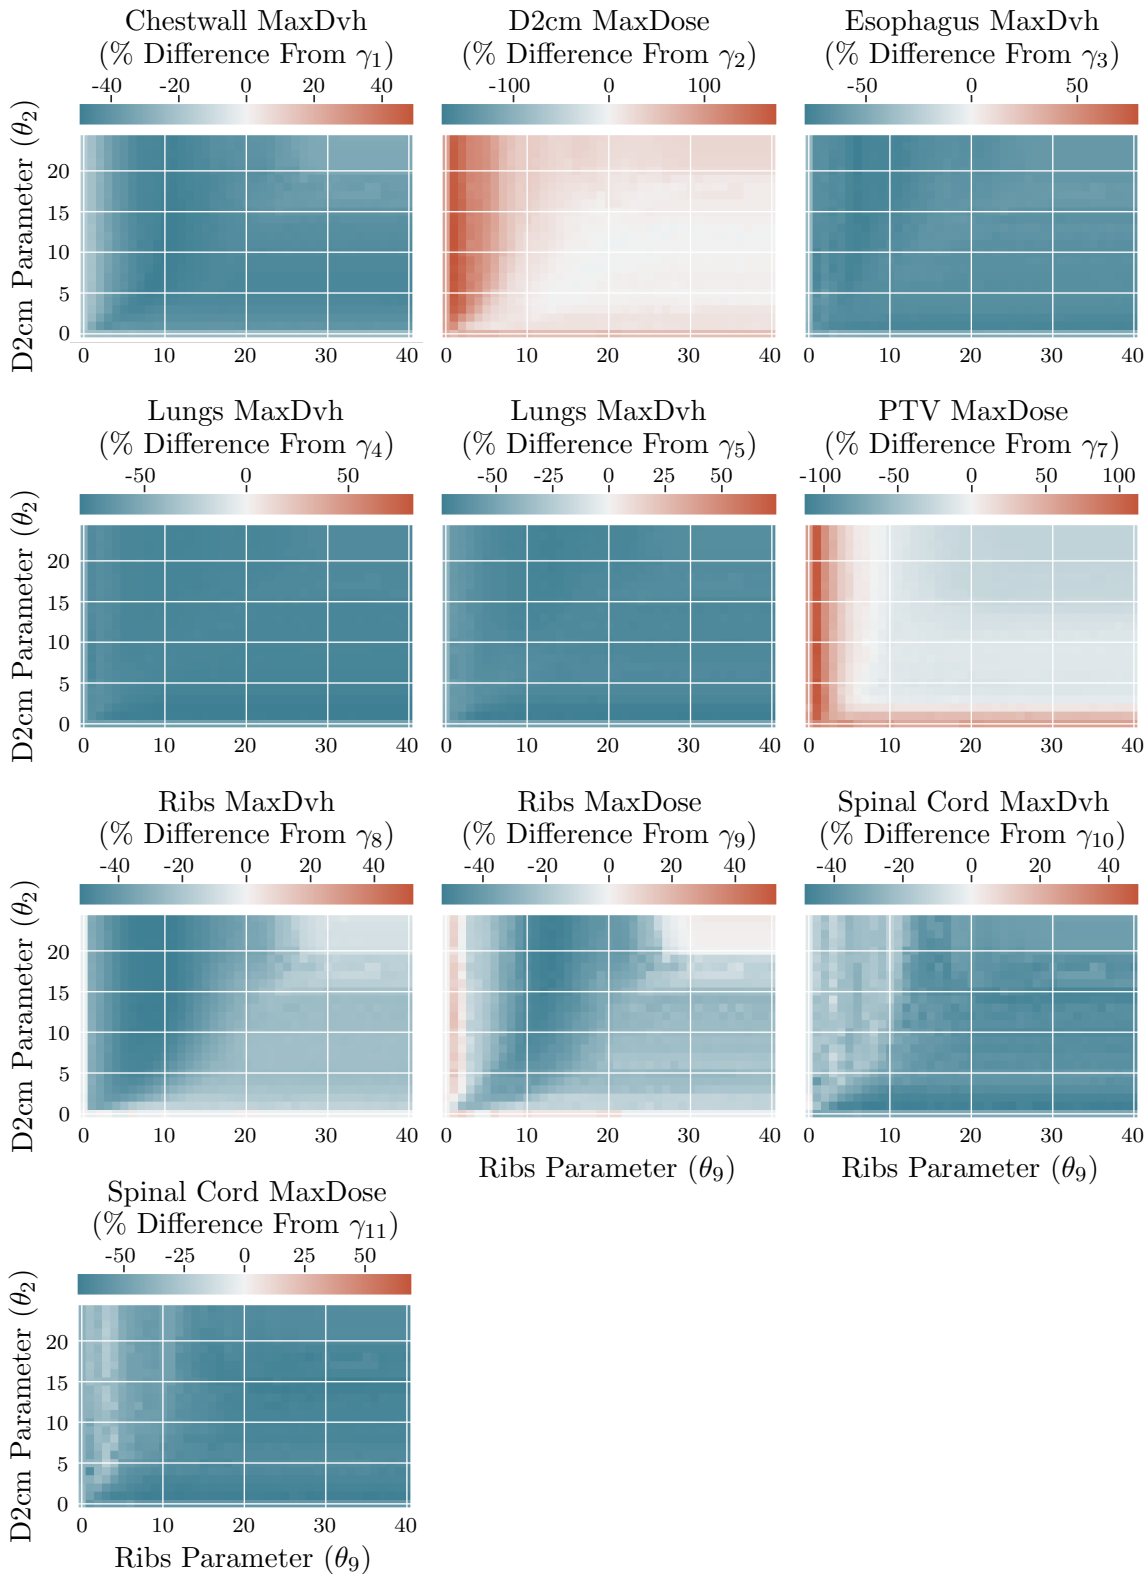 Chestwall MaxDvh
(% Difference From γ1)
-40 -20 0 20 40
D2cm MaxDose
(% Difference From γ2)
-100 0 100
Esophagus MaxDvh
(% Difference From γ3)
-50 0 50
D2cm Parameter (θ2)
20
15
10
5
0
0 10 20 30 40
0 10 20 30 40
0 10 20 30 40
Lungs MaxDvh
(% Difference From γ4)
-50 0 50
Lungs MaxDvh
(% Difference From γ5)
-50 -25 0 25 50
PTV MaxDose
(% Difference From γ7)
-100 -50 0 50 100
D2cm Parameter (θ2)
20
15
10
5
0
0 10 20 30 40
0 10 20 30 40
0 10 20 30 40
Ribs MaxDvh
(% Difference From γ8)
-40 -20 0 20 40
Ribs MaxDose
(% Difference From γ9)
-40 -20 0 20 40
Spinal Cord MaxDvh
(% Difference From γ10)
-40 -20 0 20 40
D2cm Parameter (θ2)
20
15
10
5
0
0 10 20 30 40
0 10 20 30 40
0 10 20 30 40
Ribs Parameter (θ9)
Ribs Parameter (θ9)
Spinal Cord MaxDose
(% Difference From γ11)
-50 -25 0 25 50
D2cm Parameter (θ2)
20
15
10
5
0
0 10 20 30 40
Ribs Parameter (θ9)